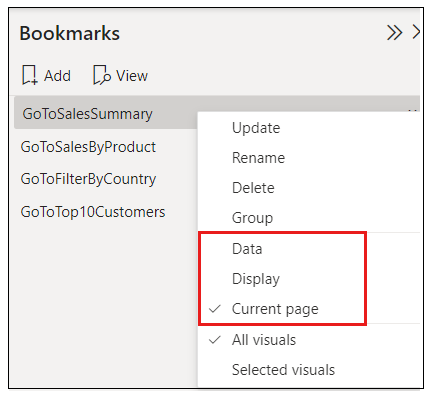 Bookmarks
Add View
GoToSalesSummary
GoToSalesByProduct
GoToFilterByCountry
GoToTop10Customers
Update
Rename
Delete
Group
Data
Display
Current page
All visuals
Selected visuals